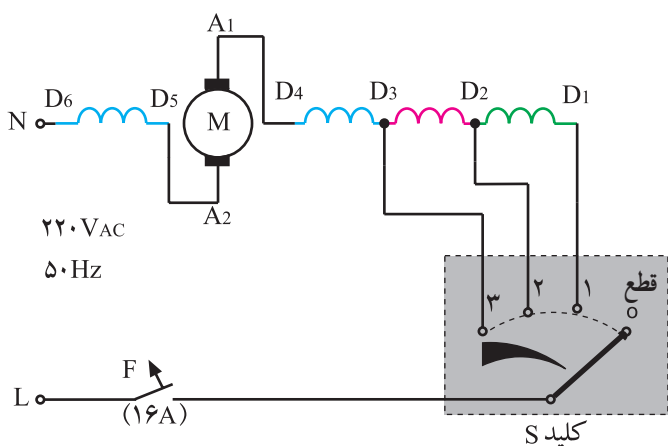 A1
D6 D5 D4 D3 D2 D1
N M
A2
۲۲۰VAC
۵۰Hz
۳ ۲ ۱ قطع
o
F
L
(۱۶A)
کلید S